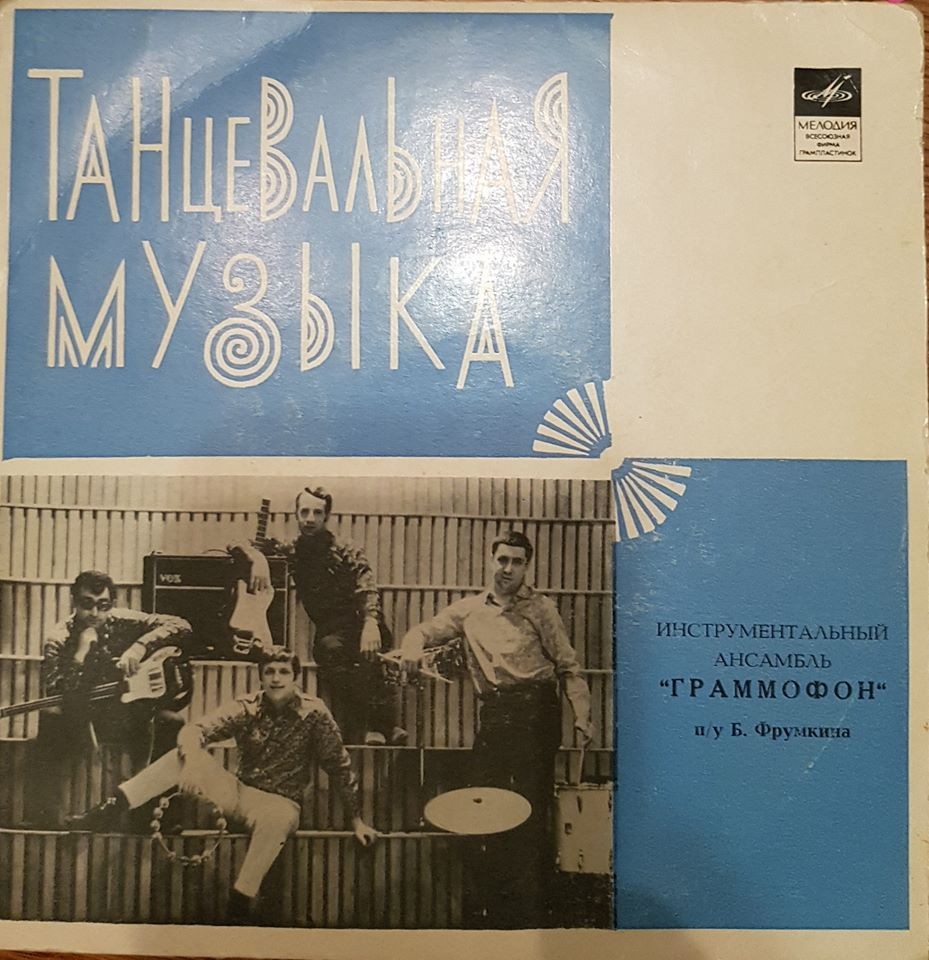 ТАНЦЕВАЛЬНАЯ
МУЗЫКА
МЕЛОДИЯ
ВСЕСОЮЗНАЯ
ФИРМА
ГРАМПЛАСТИНОК
VOX
ИНСТРУМЕНТАЛЬНЫЙ
АНСАМБЛЬ
"ГРАММОФОН"
п/у Б. Фрумкина